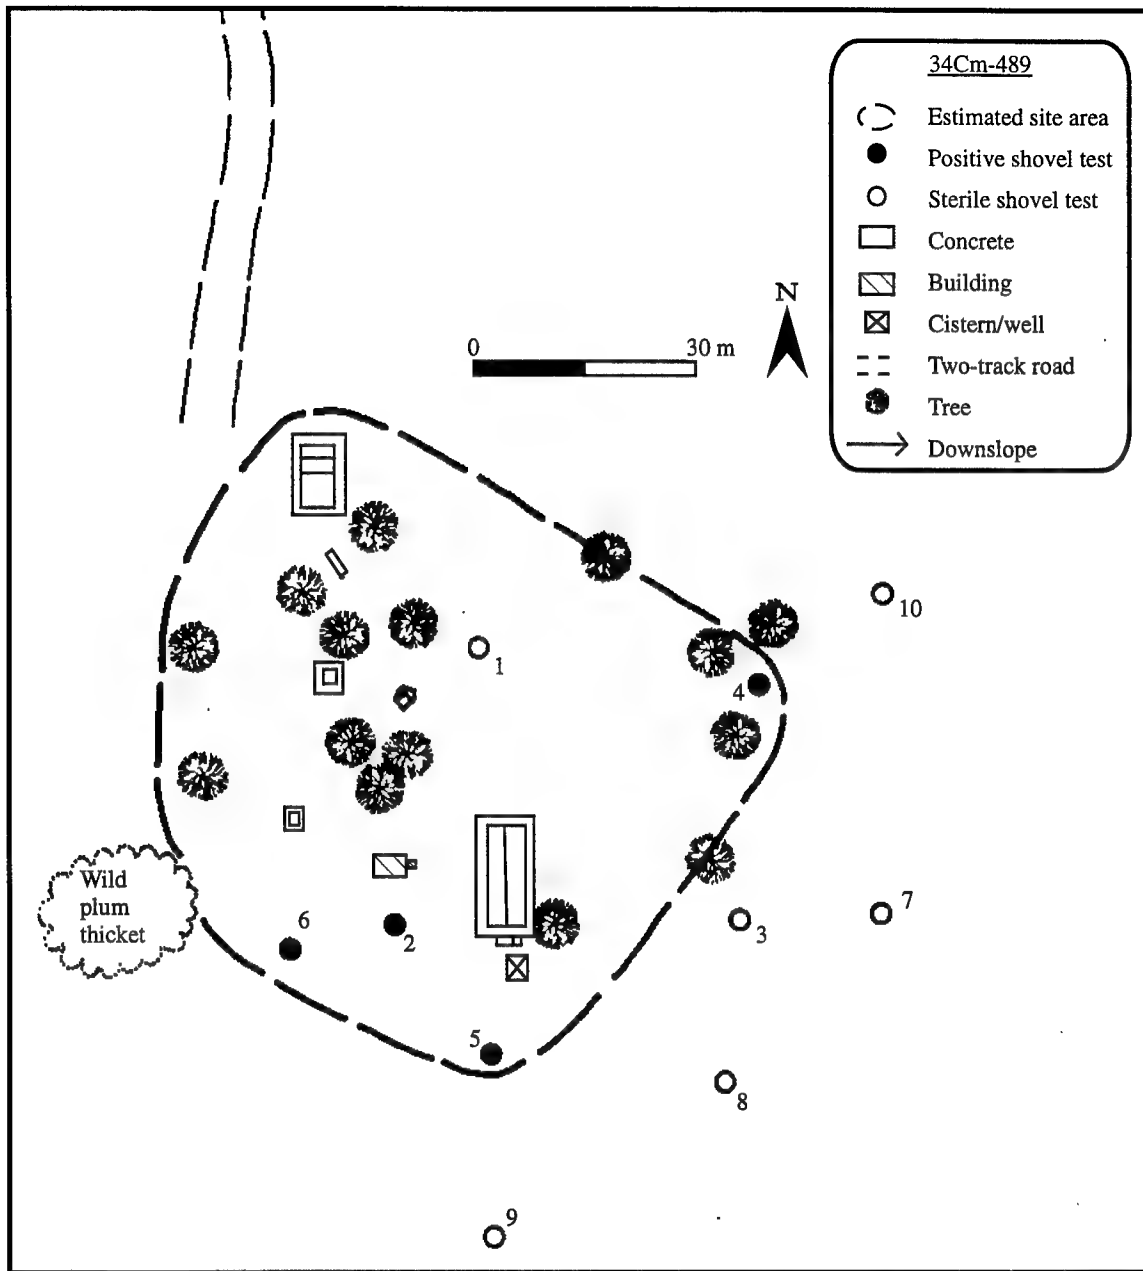 34Cm-489
Estimated site area
Positive shovel test
Sterile shovel test
Concrete
Building
Cistern/well
Two-track road
Tree
Downslope
N
0 30 m
10
1
4
Wild
plum
thicket
6
2
3
7
5
8
9